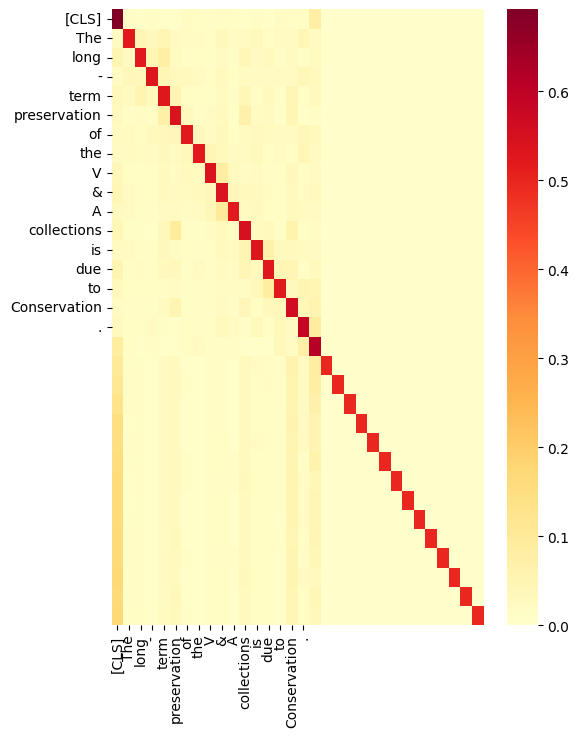 [CLS]
The
long
-
term
preservation
of
the
V
&
A
collections
is
due
to
Conservation
.
0.6
0.5
0.4
0.3
0.2
0.1
0.0
[CLS]
The
long
-
term
preservation
of
the
V
&
A
collections
is
due
to
Conservation
.